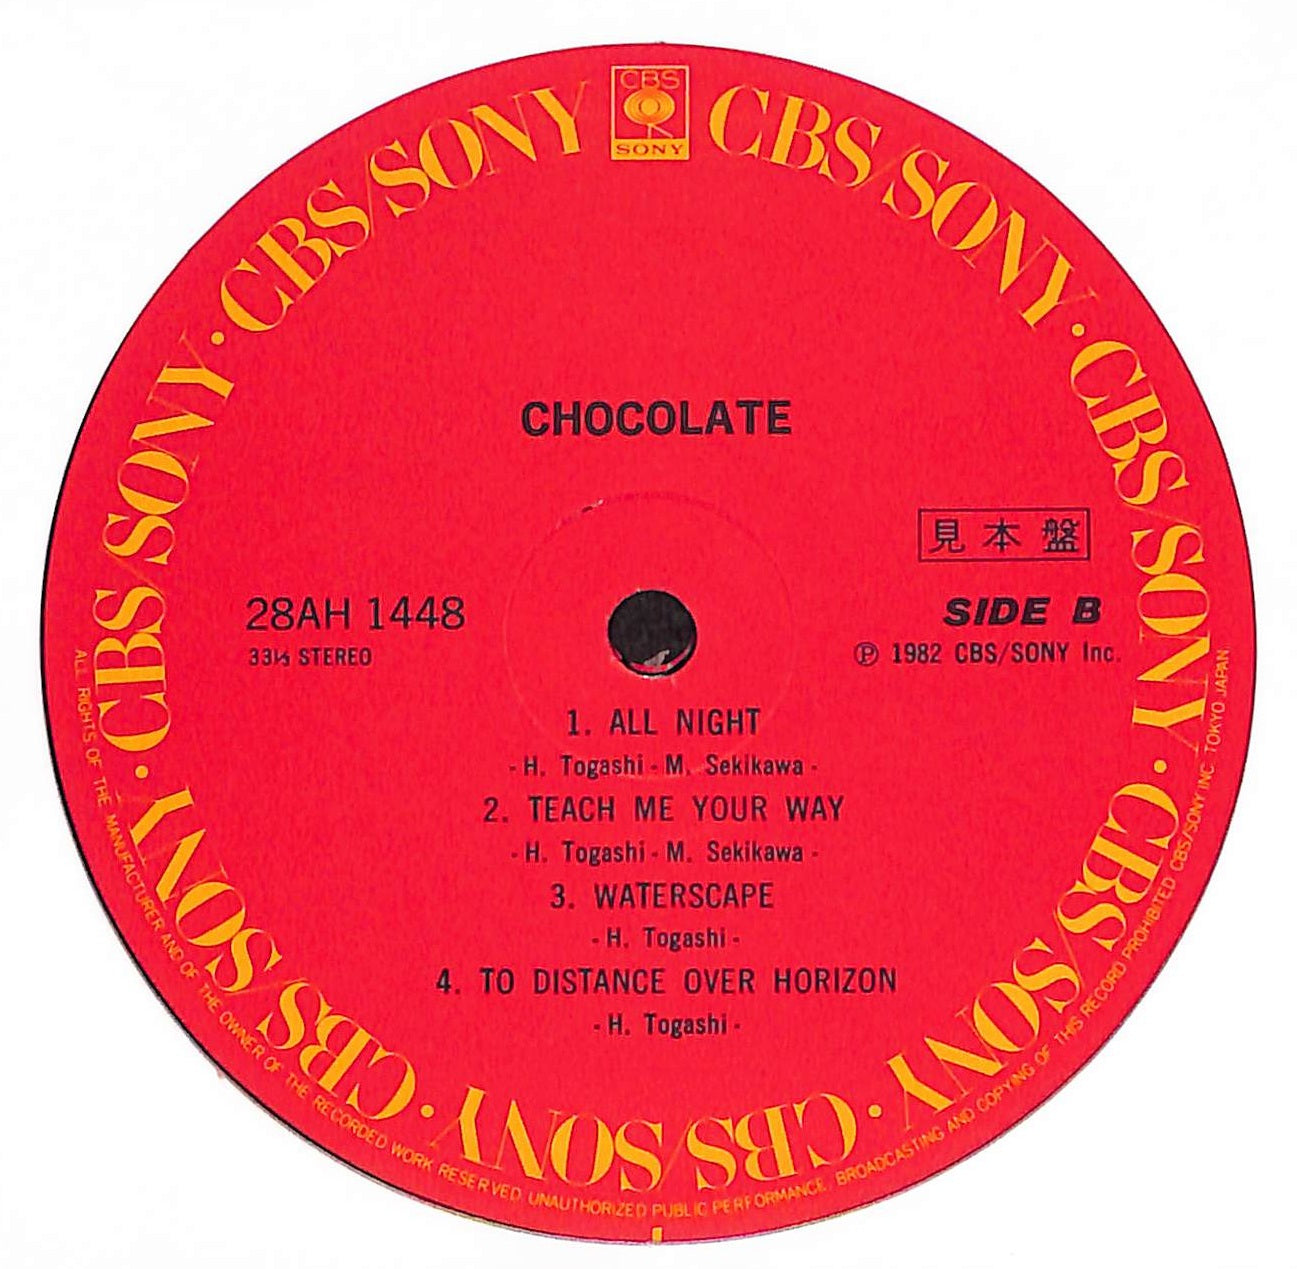 CBS
SONY
CBS/SONY · CBS/SONY · CBS/SONY · CBS/SONY · CBS/SONY · CBS/SONY · CBS/SONY
CHOCOLATE
見本盤
28AH 1448
SIDE B
33⅓ STEREO
Ⓟ 1982 CBS/SONY Inc.
1. ALL NIGHT
- H. Togashi - M. Sekikawa -
2. TEACH ME YOUR WAY
- H. Togashi - M. Sekikawa -
3. WATERSCAPE
- H. Togashi -
4. TO DISTANCE OVER HORIZON
- H. Togashi -
ALL RIGHTS OF THE MANUFACTURER AND OF THE OWNER OF THE RECORDED WORK RESERVED. UNAUTHORIZED PUBLIC PERFORMANCE, BROADCASTING AND COPYING OF THIS RECORD PROHIBITED CBS/SONY INC. TOKYO JAPAN.